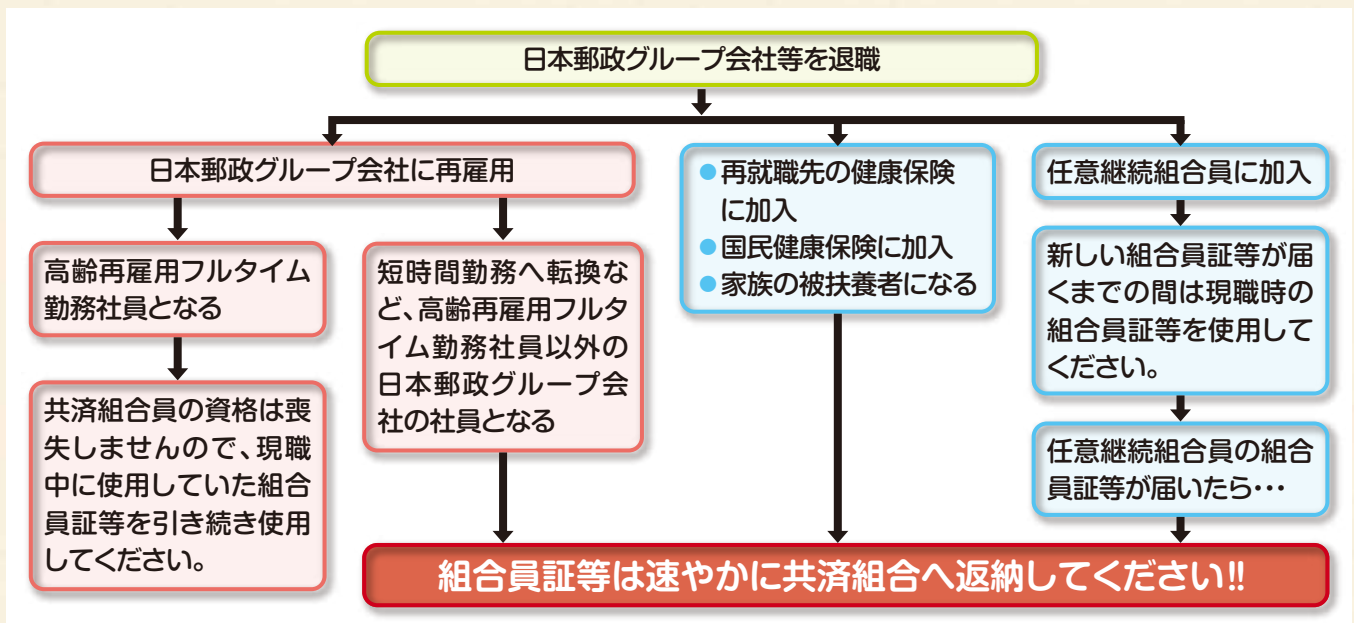 日本郵政グループ会社等を退職
日本郵政グループ会社に再雇用
高齢再雇用フルタイム
勤務社員となる
共済組合員の資格は喪
失しませんので、現職
中に使用していた組合
員証等を引き続き使用
してください。
短時間勤務へ転換な
ど、高齢再雇用フルタ
イム勤務社員以外の
日本郵政グループ会
社の社員となる
●再就職先の健康保険
に加入
●国民健康保険に加入
●家族の被扶養者になる
任意継続組合員に加入
新しい組合員証等が届
くまでの間は現職時の
組合員証等を使用して
ください。
任意継続組合員の組合
員証等が届いたら…
組合員証等は速やかに共済組合へ返納してください!!